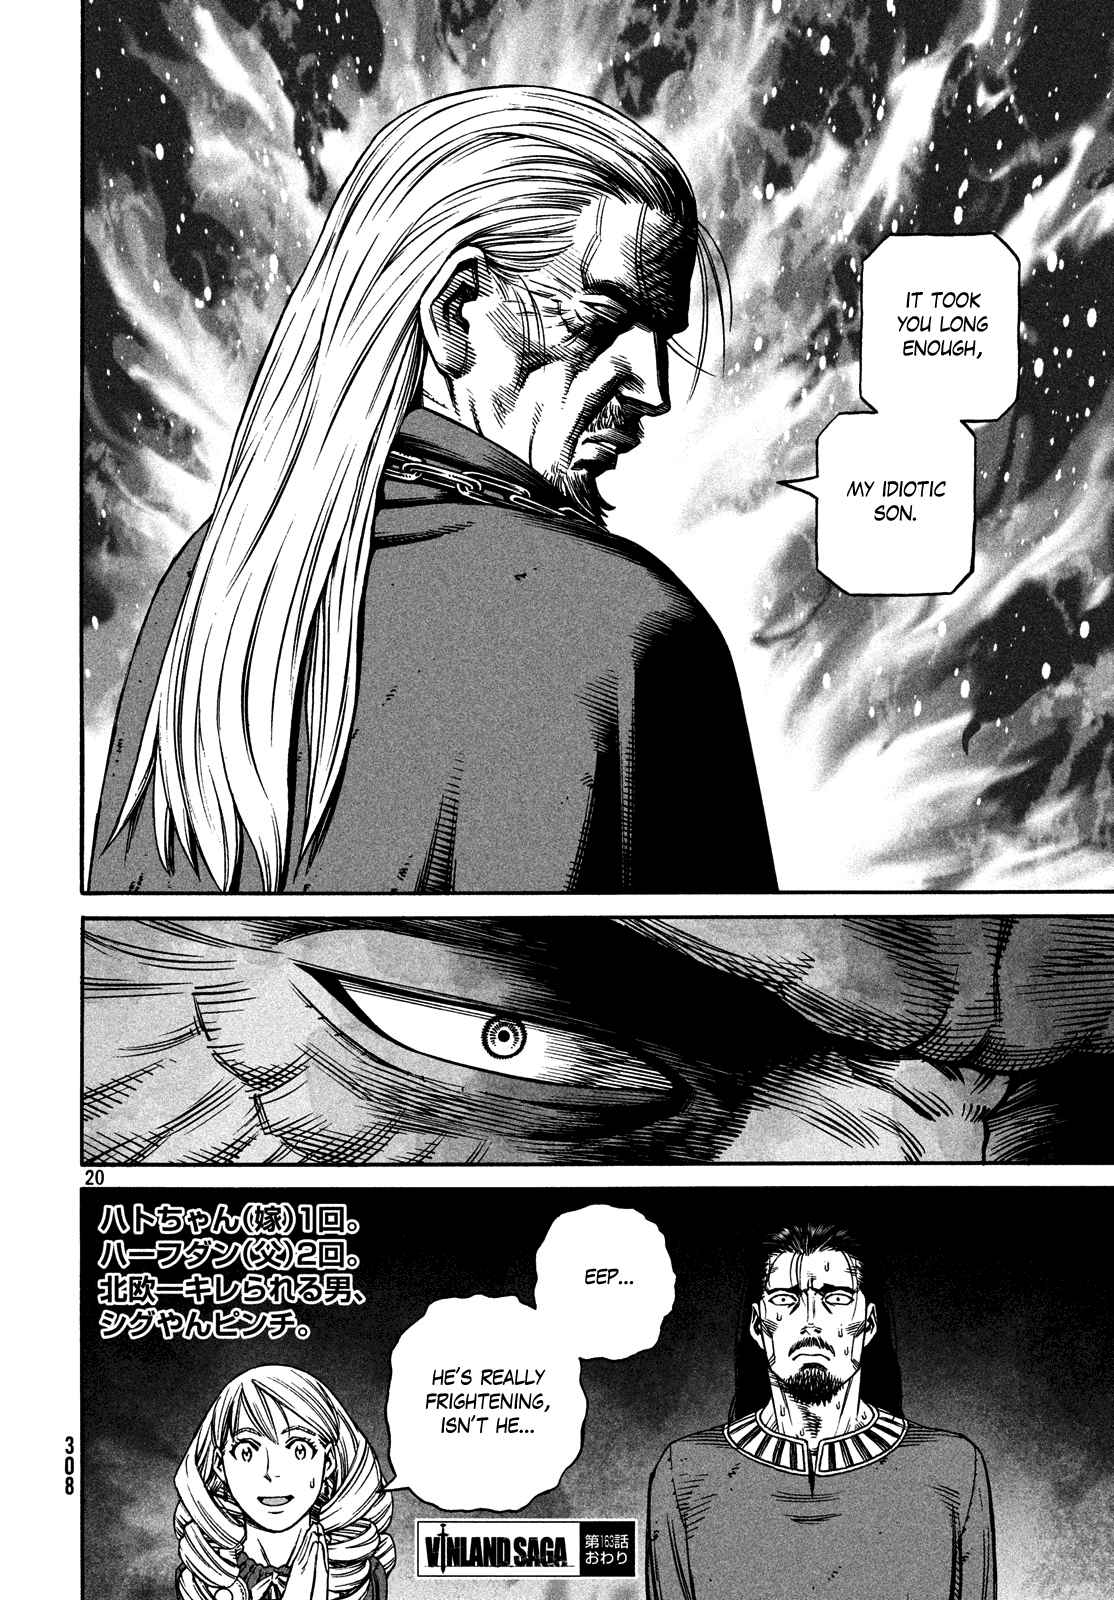 IT TOOK
YOU LONG
ENOUGH,
MY IDIOTIC
SON.
20
ハトちゃん(嫁)1回。
ハーフダン(父)2回。
北欧一キレられる男、
シグやんピンチ。
EEP...
HE'S REALLY
FRIGHTENING,
ISN'T HE...
308
VINLAND SAGA
第163話
おわり